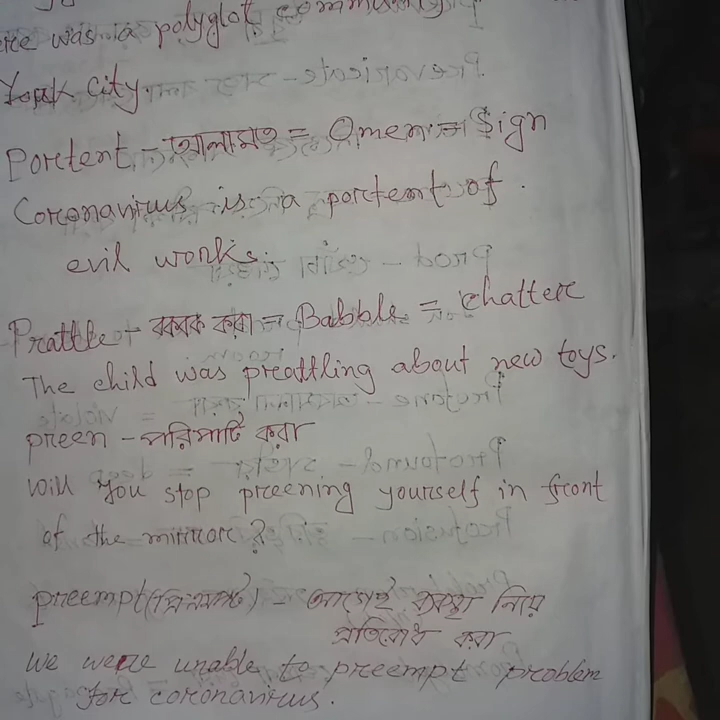 was a polyglot community
York City.
Portent - আলামত = Omen = Sign
Coronavirus is a portent of
evil works.
Prattle - বকবক করা = Babble = chatter
The child was prattling about new toys.
preen - পরিপাটি করা
Will You stop preening yourself in front
of the mirror?
preempt(প্রিএমপ্ট) - আগেই ব্যবস্থা নিয়ে
প্রতিরোধ করা
We were unable to preempt problem
for coronavirus.